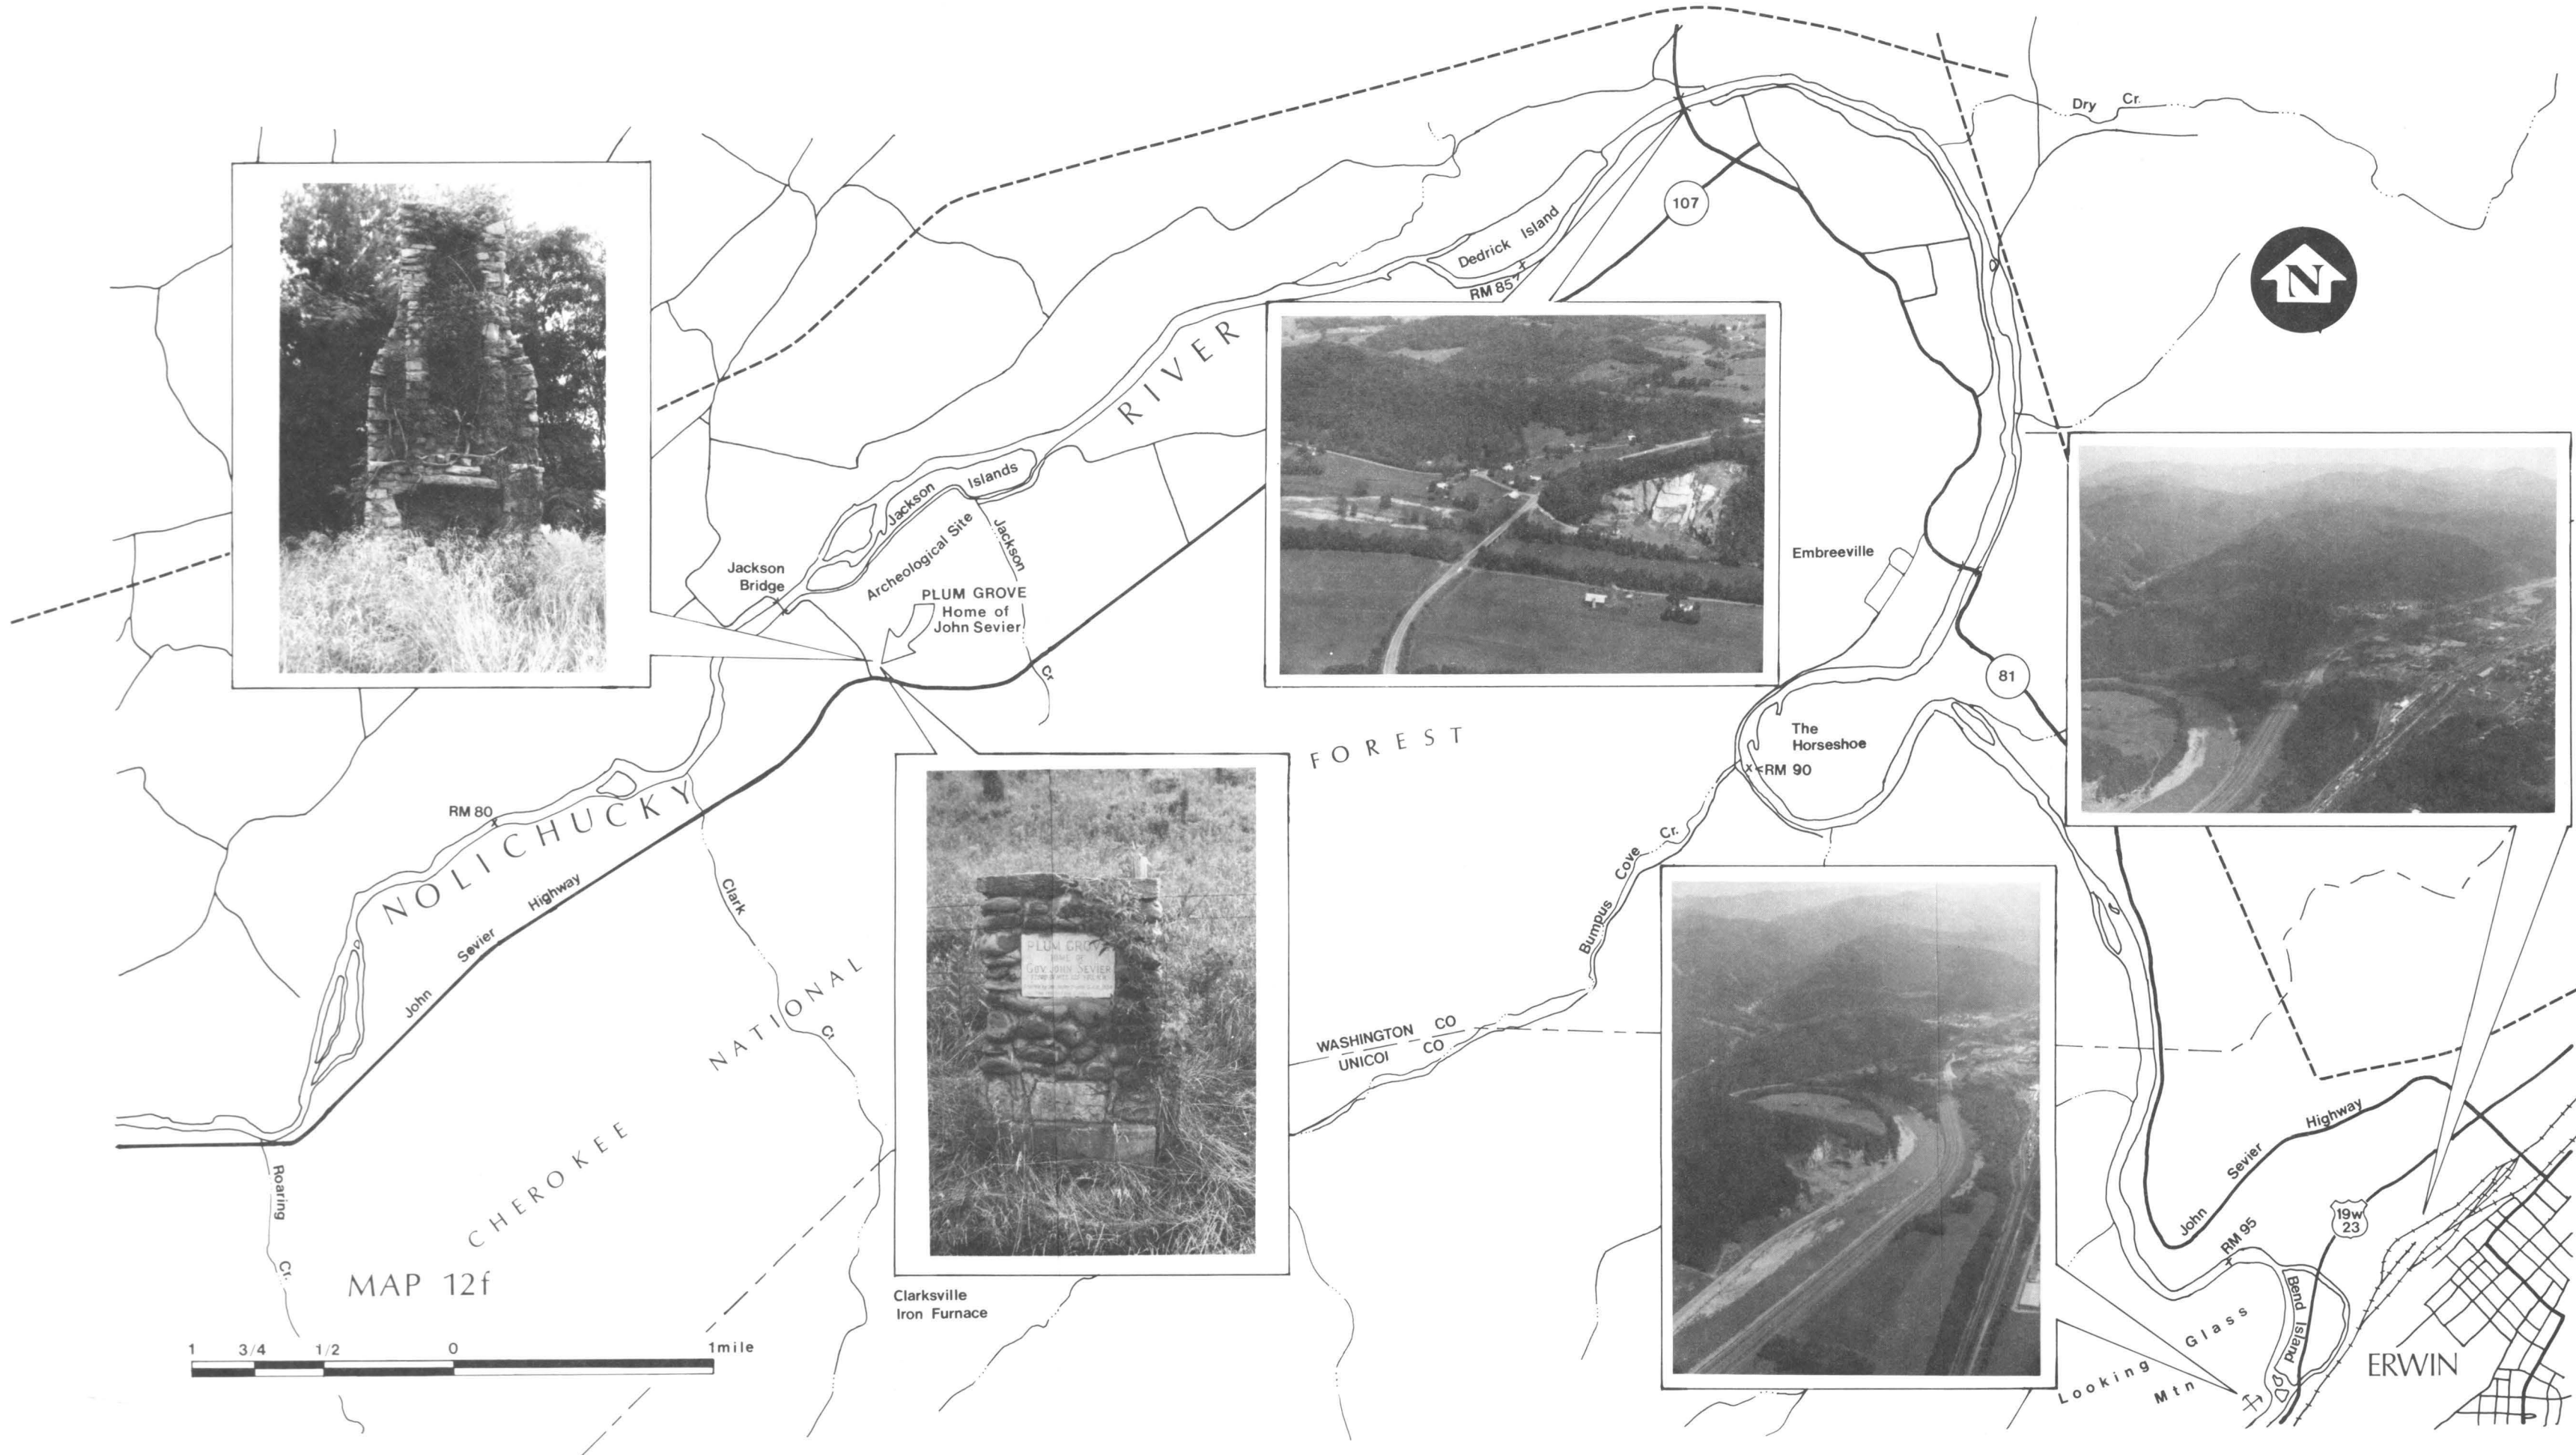 Dry Cr.
107
N
Dedrick Island
RM 85
RIVER
Jackson Islands
Archeological Site
Jackson
Cr
Jackson
Bridge
PLUM GROVE
Home of
John Sevier
Embreeville
81
The
Horseshoe
RM 90
FOREST
RM 80
NOLICHUCKY
John Sevier Highway
Clark
Cr
NATIONAL
CHEROKEE
Bumpus Cove Cr.
PLUM GROVE
HOME OF
GOV. JOHN SEVIER
WASHINGTON CO
UNICOI CO
John Sevier Highway
19w
23
RM 95
Bend Island
Looking Glass
Mtn
ERWIN
Roaring
Cr.
MAP 12f
Clarksville
Iron Furnace
1 3/4 1/2 0 1mile